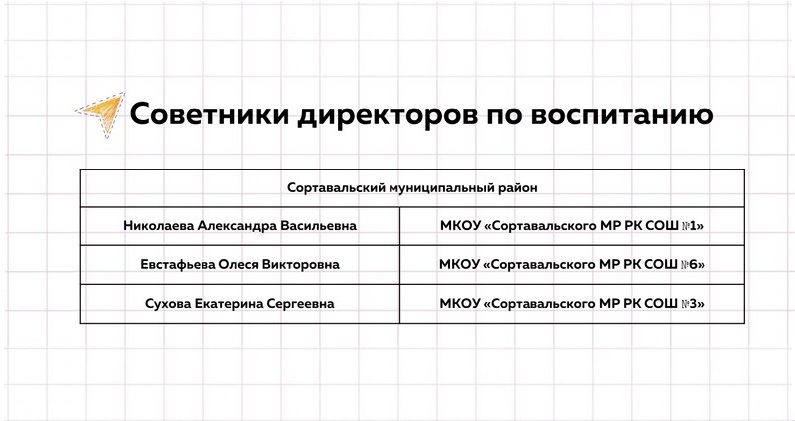 Советники директоров по воспитанию
Сортавальский муниципальный район
Николаева Александра Васильевна МКОУ «Сортавальского МР РК СОШ №1»
Евстафьева Олеся Викторовна МКОУ «Сортавальского МР РК СОШ №6»
Сухова Екатерина Сергеевна МКОУ «Сортавальского МР РК СОШ №3»